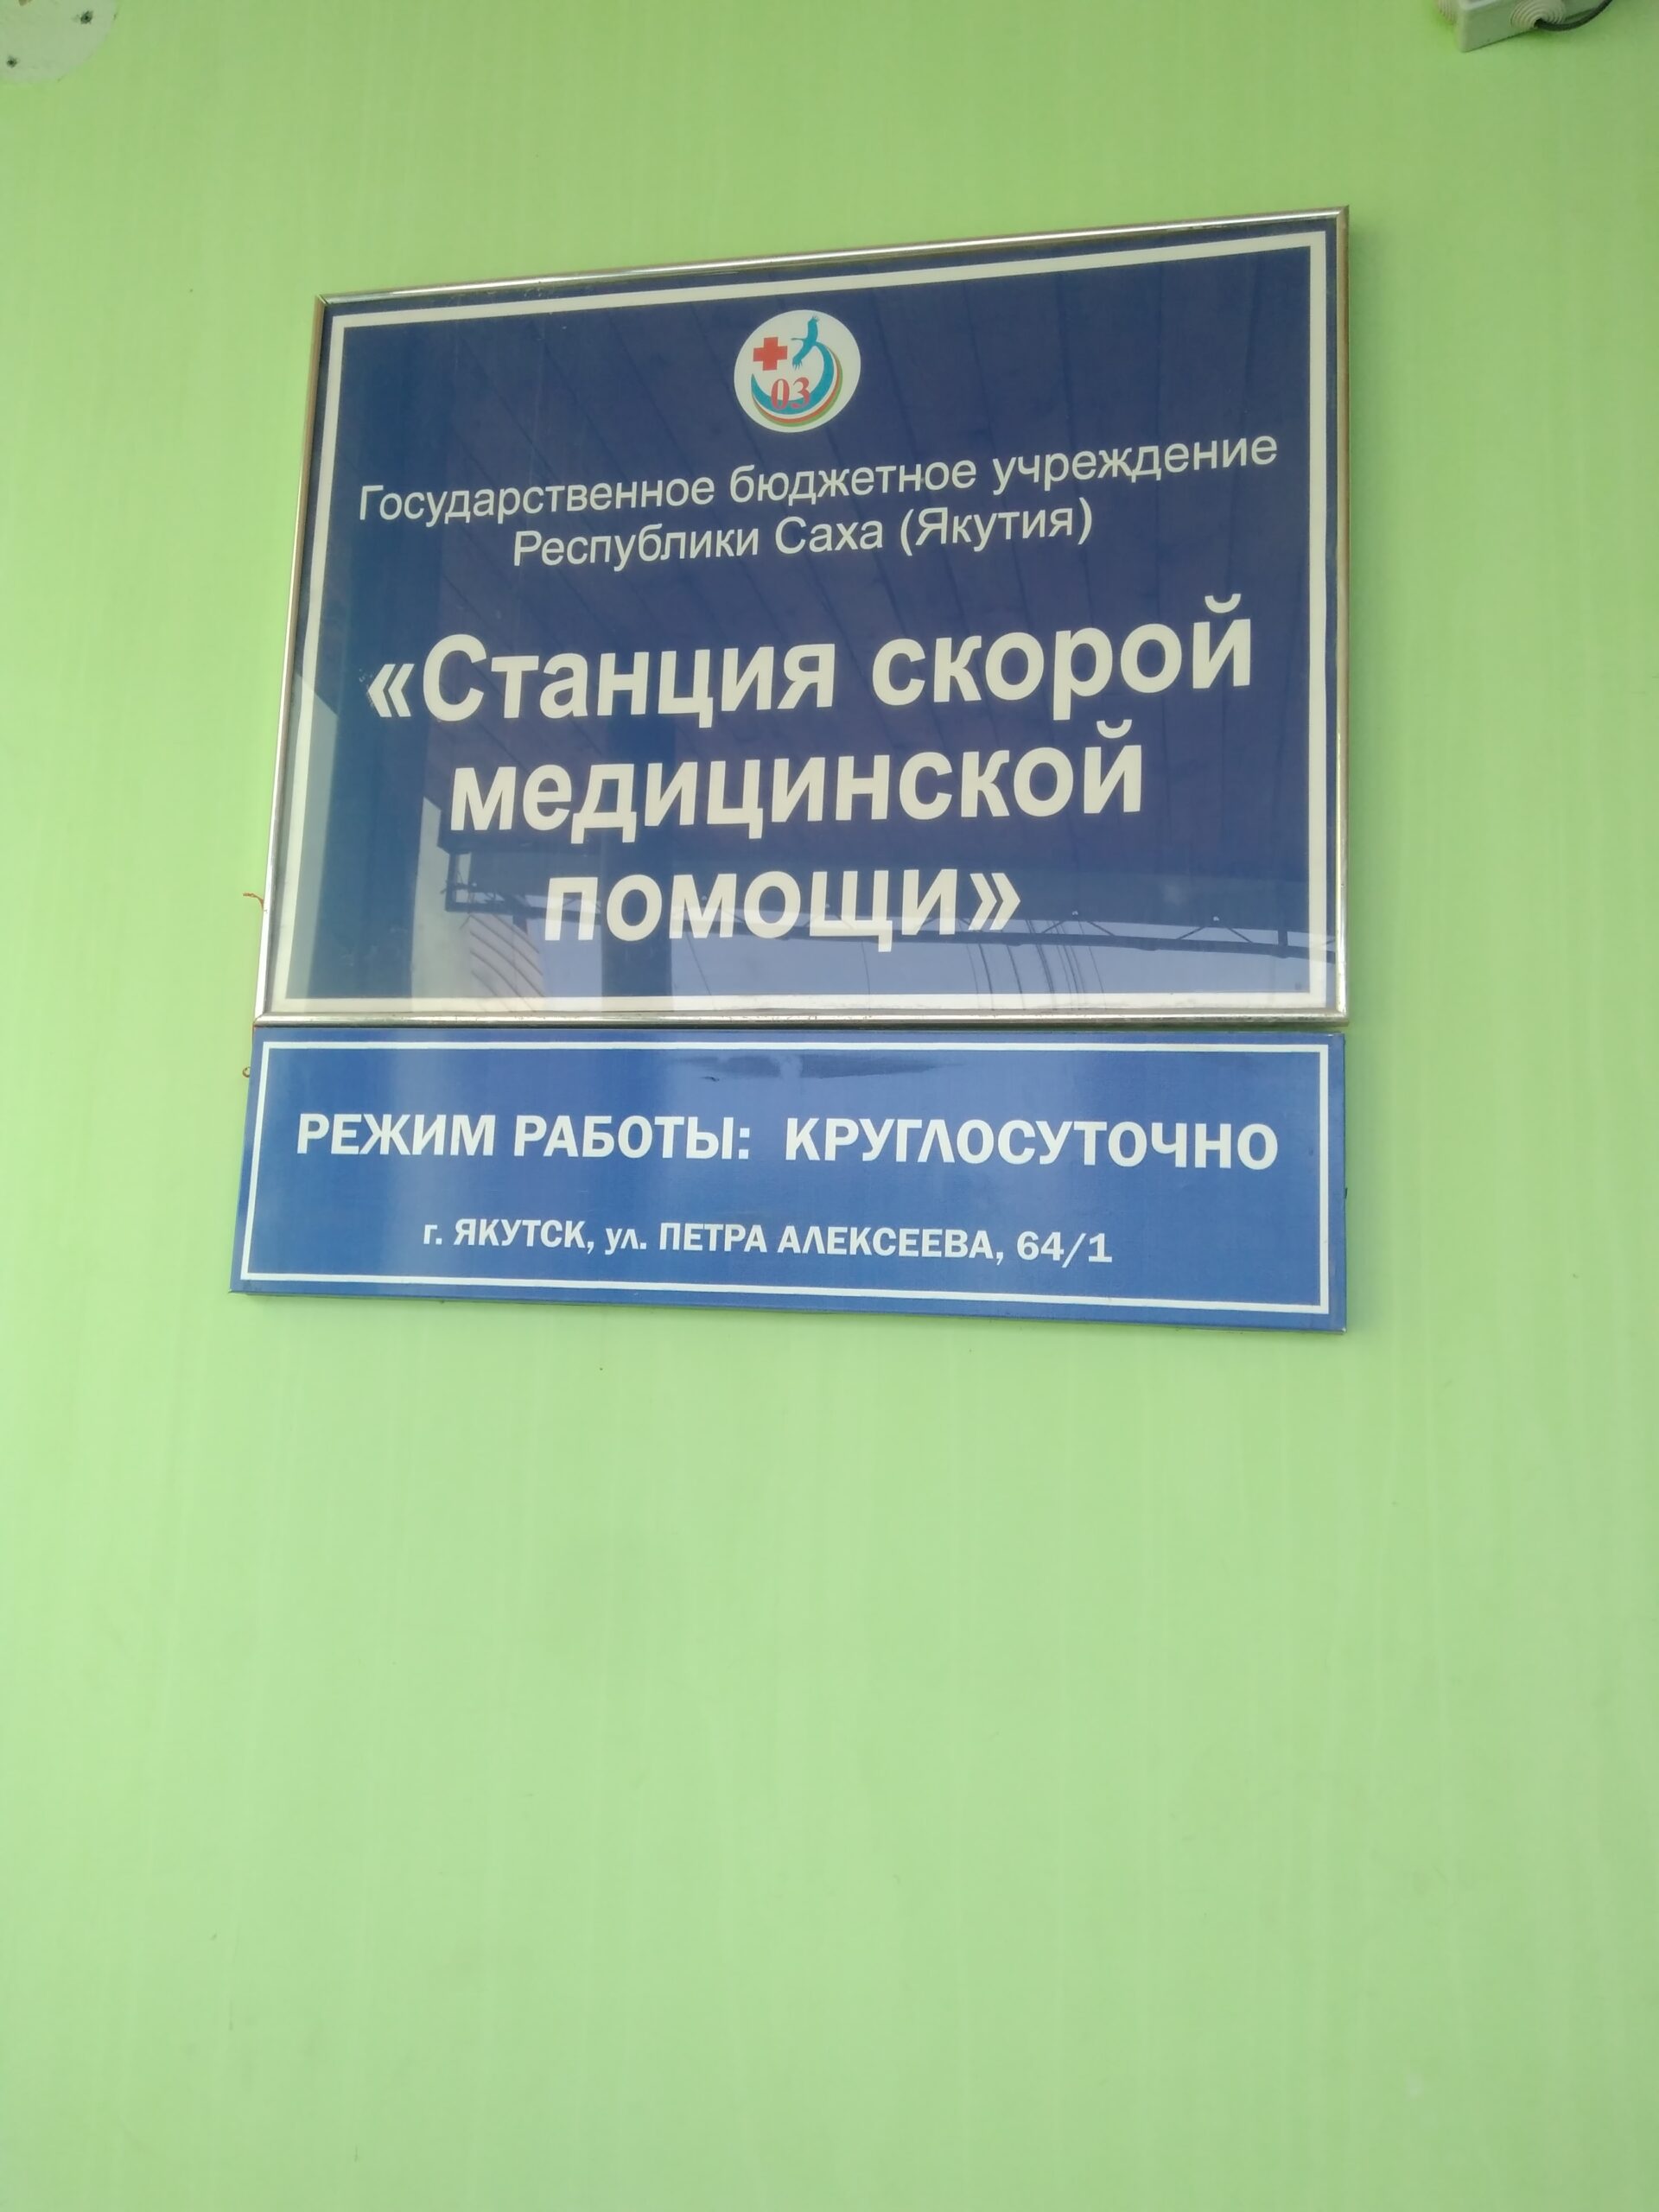 03
Государственное бюджетное учреждение
Республики Саха (Якутия)
«Станция скорой
медицинской
помощи»
РЕЖИМ РАБОТЫ: КРУГЛОСУТОЧНО
г. ЯКУТСК, ул. ПЕТРА АЛЕКСЕЕВА, 64/1